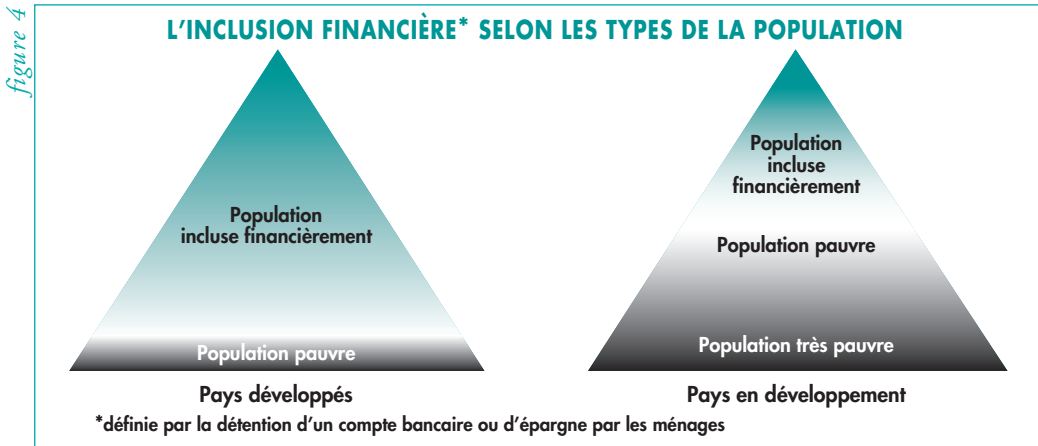 figure 4
L'INCLUSION FINANCIÈRE* SELON LES TYPES DE LA POPULATION
Population
incluse financièrement
Population pauvre
Pays développés
Population
incluse
financièrement
Population pauvre
Population très pauvre
Pays en développement
*définie par la détention d'un compte bancaire ou d'épargne par les ménages